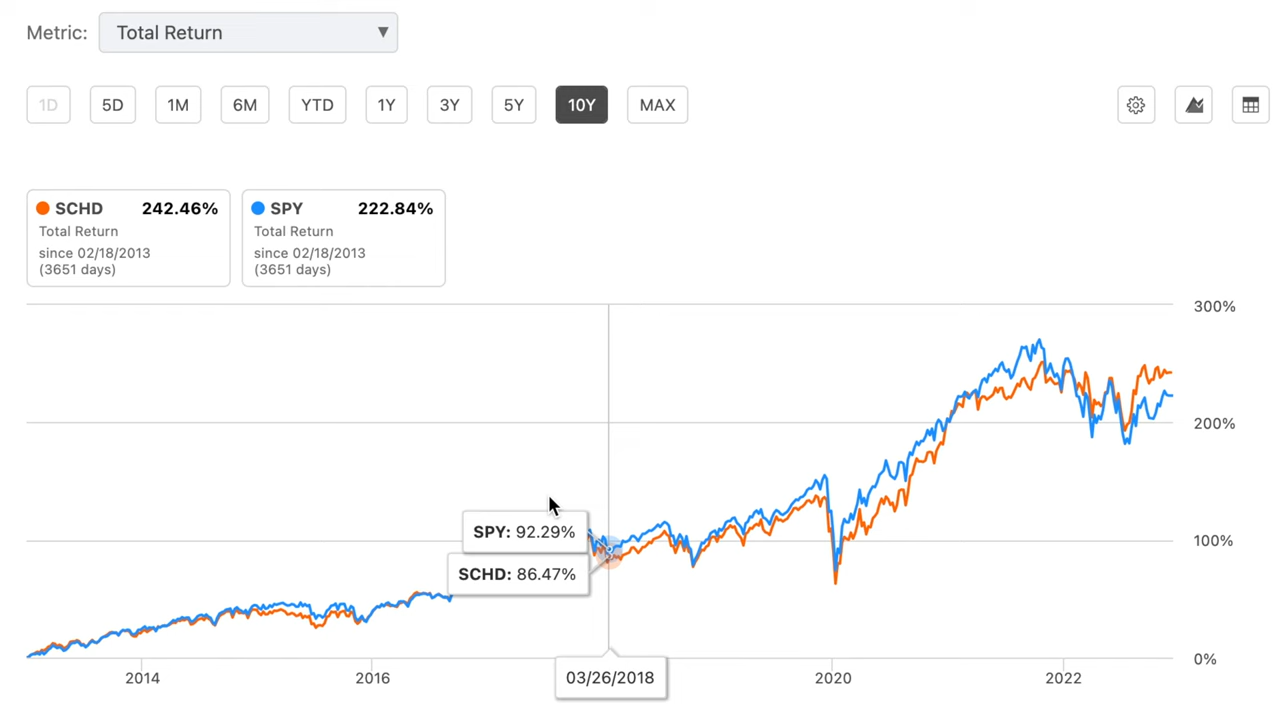 Metric: Total Return ▼
1D 5D 1M 6M YTD 1Y 3Y 5Y 10Y MAX
SCHD 242.46%
Total Return
since 02/18/2013
(3651 days)
SPY 222.84%
Total Return
since 02/18/2013
(3651 days)
300%
200%
SPY: 92.29%
100%
SCHD: 86.47%
0%
2014 2016 03/26/2018 2020 2022